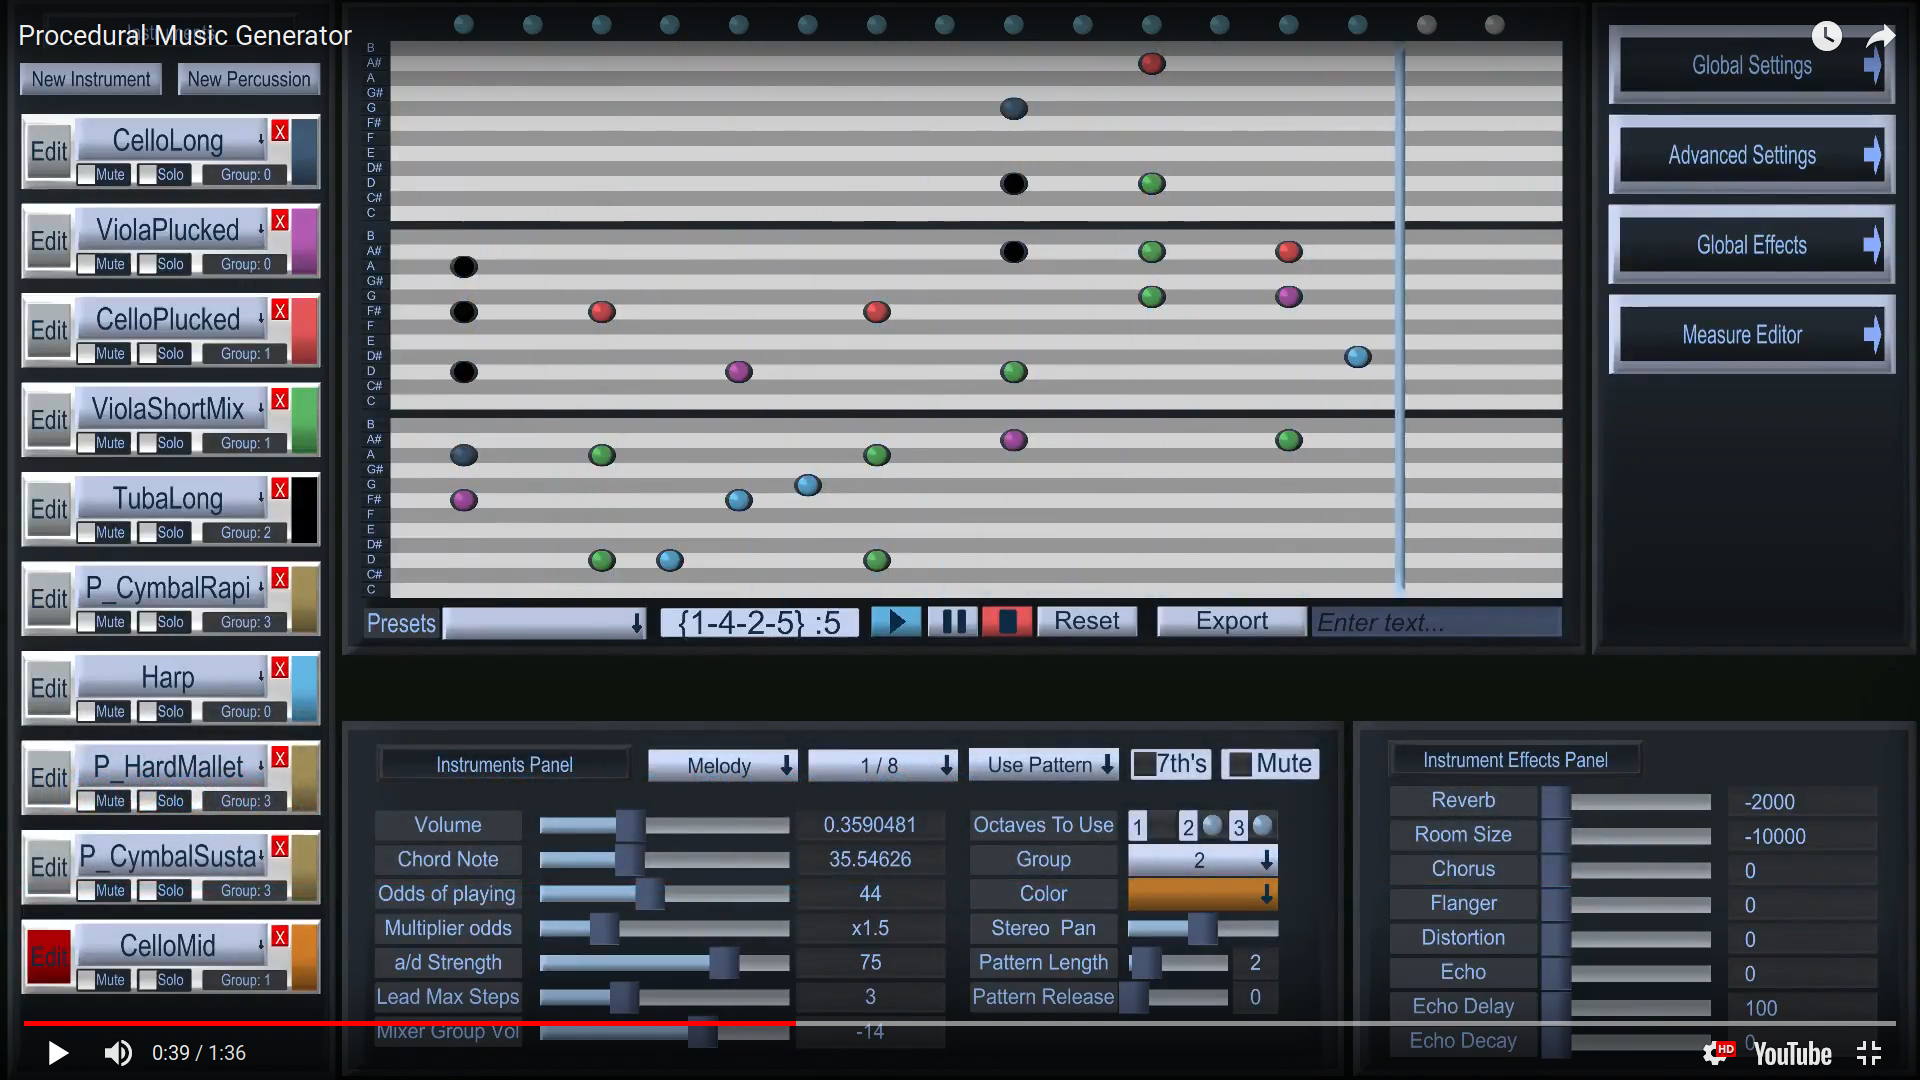 Procedural Music Generator
New Instrument New Percussion
Edit CelloLong X
Mute Solo Group: 0
Edit ViolaPlucked X
Mute Solo Group: 0
Edit CelloPlucked X
Mute Solo Group: 1
Edit ViolaShortMix X
Mute Solo Group: 1
Edit TubaLong X
Mute Solo Group: 2
Edit P_CymbalRapi X
Mute Solo Group: 3
Edit Harp X
Mute Solo Group: 0
Edit P_HardMallet X
Mute Solo Group: 3
Edit P_CymbalSusta X
Mute Solo Group: 3
Edit CelloMid X
Mute Solo Group: 1
B
A#
A
G#
G
F#
F
E
D#
D
C#
C
B
A#
A
G#
G
F#
F
E
D#
D
C#
C
B
A#
A
G#
G
F#
F
E
D#
D
C#
C
Presets {1-4-2-5} :5 Reset Export Enter text...
Global Settings
Advanced Settings
Global Effects
Measure Editor
Instruments Panel Melody 1 / 8 Use Pattern 7th's Mute
Volume 0.3590481 Octaves To Use 1 2 3
Chord Note 35.54626 Group 2
Odds of playing 44 Color
Multiplier odds x1.5 Stereo Pan
a/d Strength 75 Pattern Length 2
Lead Max Steps 3 Pattern Release 0
Mixer Group Vol -14
Instrument Effects Panel
Reverb -2000
Room Size -10000
Chorus 0
Flanger 0
Distortion 0
Echo 0
Echo Delay 100
Echo Decay 0
0:39 / 1:36 HD YouTube